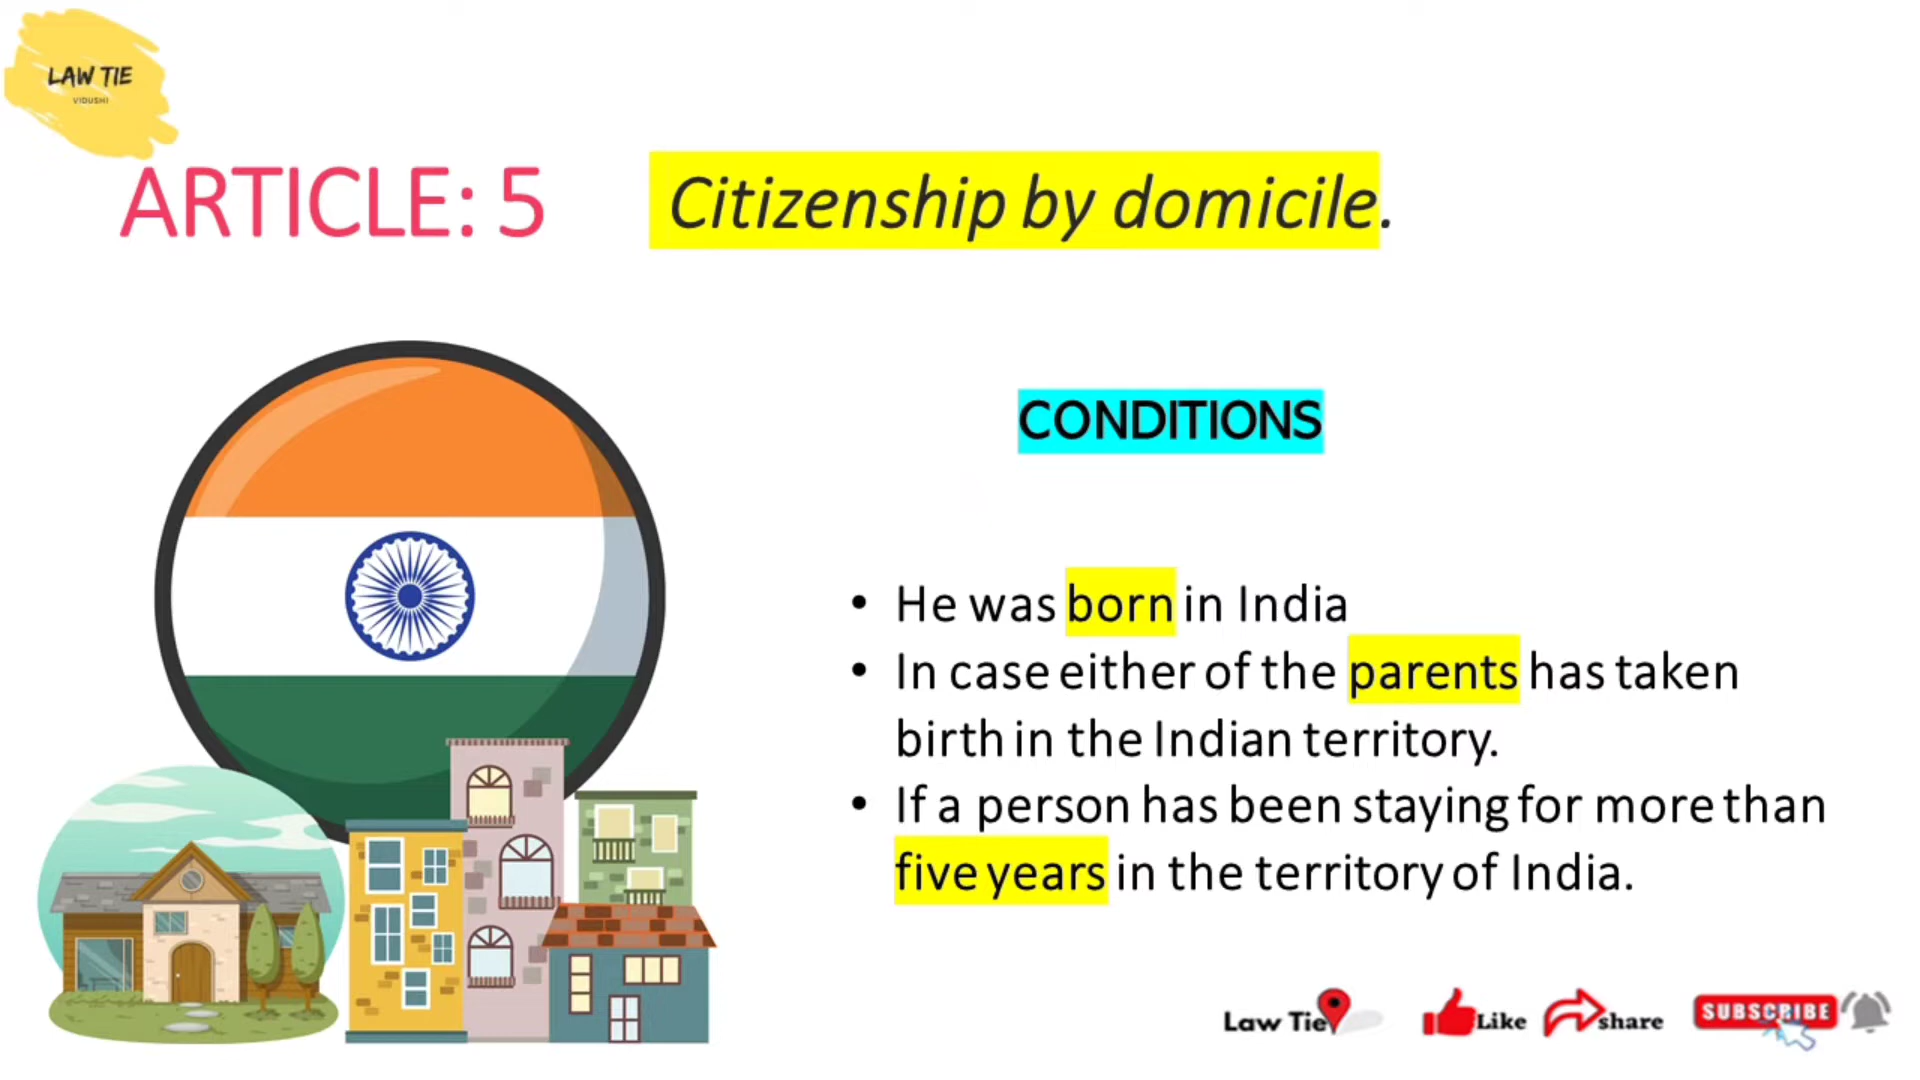 LAW TIE
VIDUSHI
ARTICLE: 5
Citizenship by domicile.
CONDITIONS
• He was born in India
• In case either of the parents has taken
birth in the Indian territory.
• If a person has been staying for more than
five years in the territory of India.
Law Tie
Like
share
SUBSCRIBE